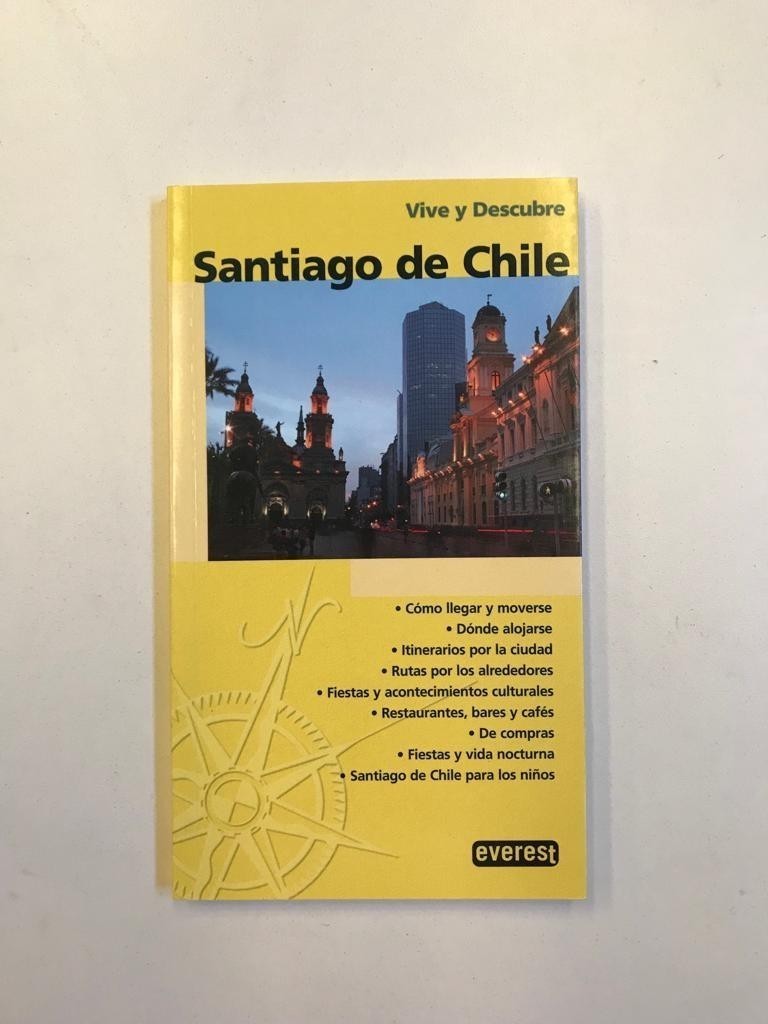 Vive y Descubre
Santiago de Chile
• Cómo llegar y moverse
• Dónde alojarse
• Itinerarios por la ciudad
• Rutas por los alrededores
• Fiestas y acontecimientos culturales
• Restaurantes, bares y cafés
• De compras
• Fiestas y vida nocturna
• Santiago de Chile para los niños
N
everest